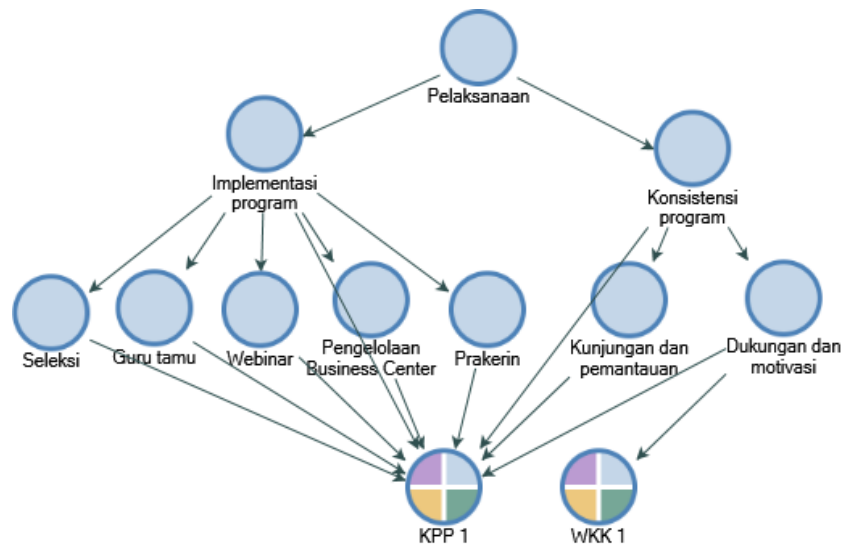 Pelaksanaan
Implementasi
program
Konsistensi
program
Seleksi
Guru tamu
Webinar
Pengelolaan
Business Center
Prakerin
Kunjungan dan
pemantauan
Dukungan dan
motivasi
KPP 1
WKK 1